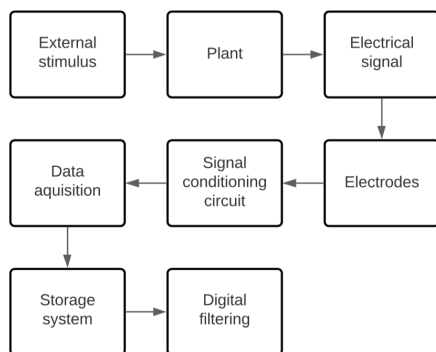 External
stimulus
Plant
Electrical
signal
Electrodes
Signal
conditioning
circuit
Data
aquisition
Storage
system
Digital
filtering